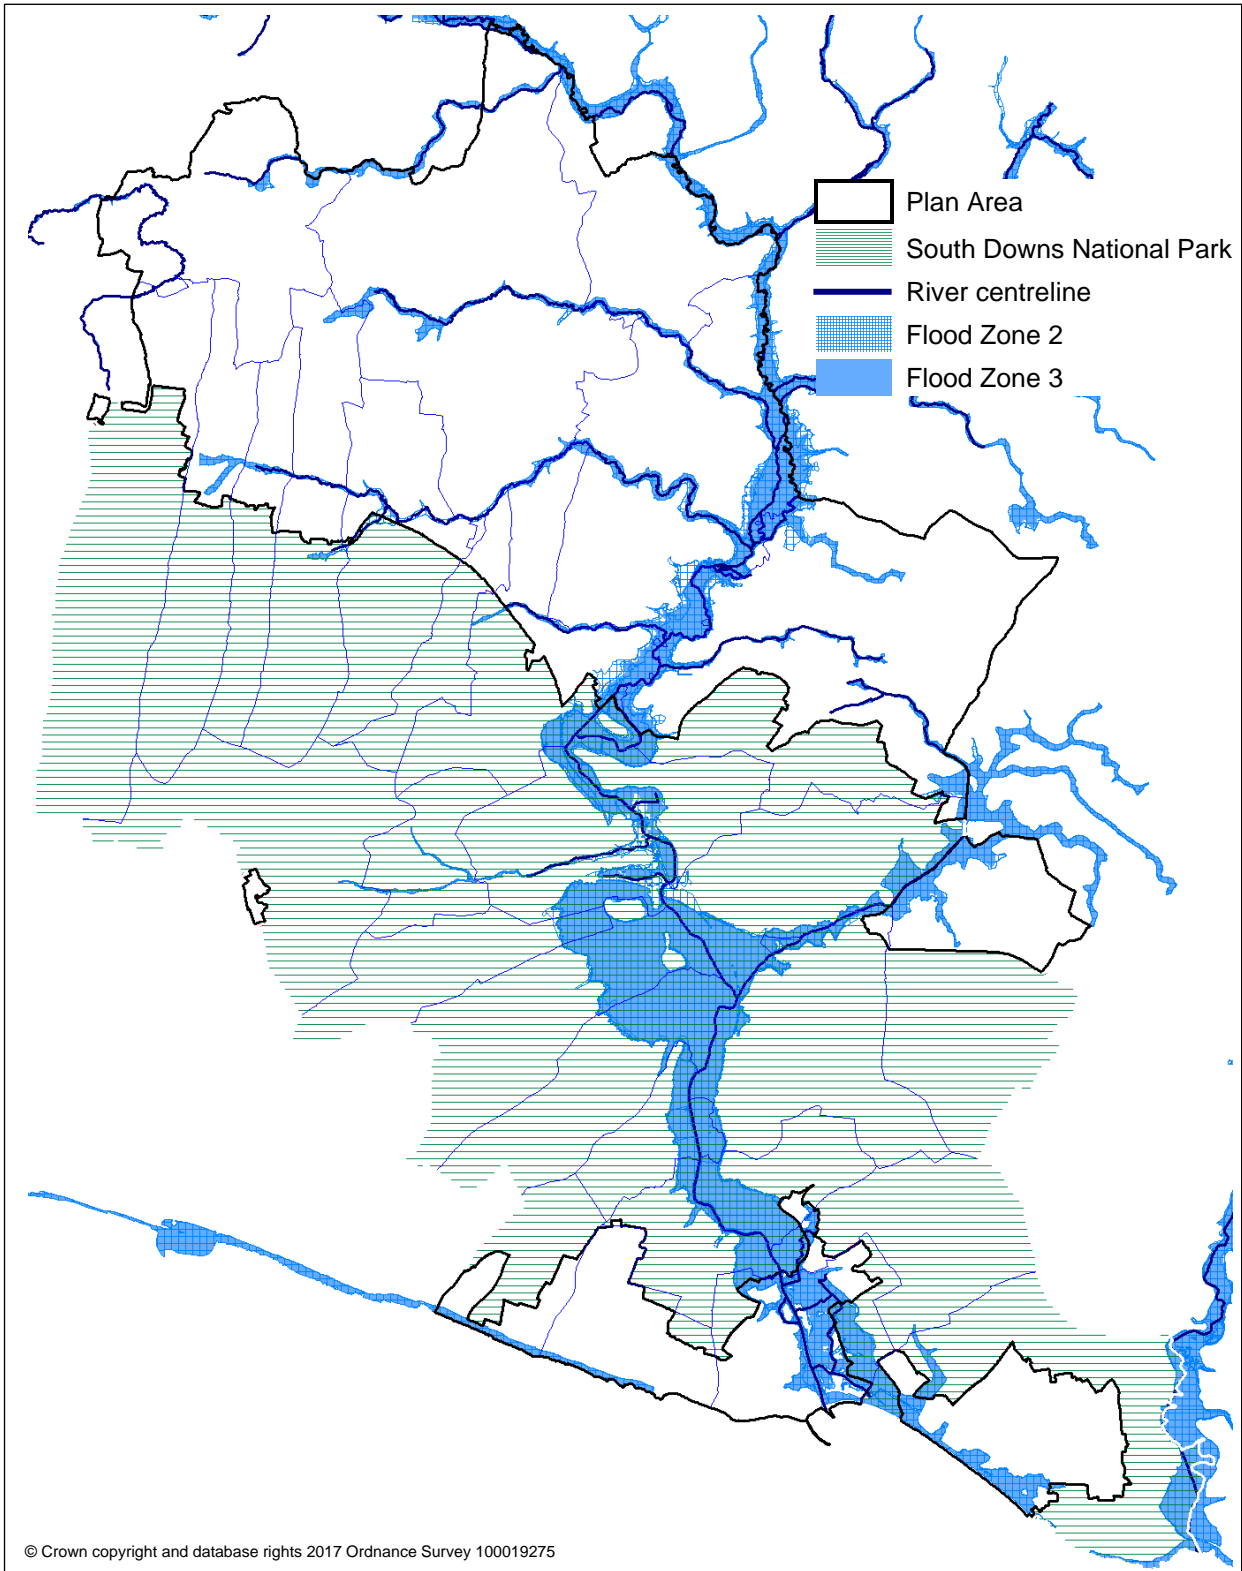 Plan Area
South Downs National Park
River centreline
Flood Zone 2
Flood Zone 3
© Crown copyright and database rights 2017 Ordnance Survey 100019275